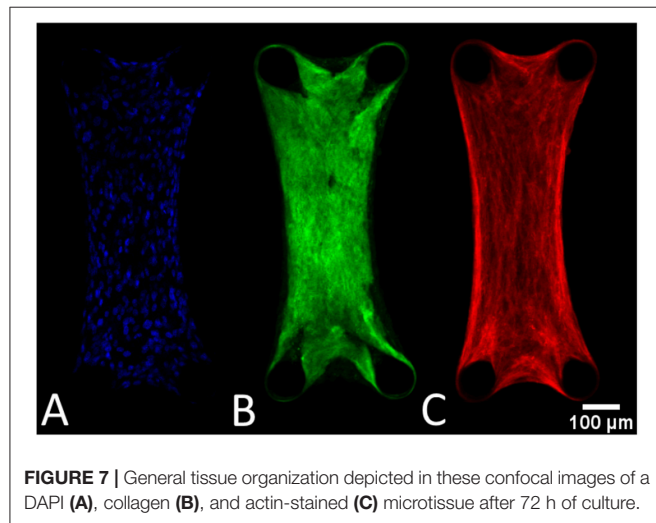 A
B
C
100 µm
FIGURE 7 | General tissue organization depicted in these confocal images of a
DAPI (A), collagen (B), and actin-stained (C) microtissue after 72 h of culture.